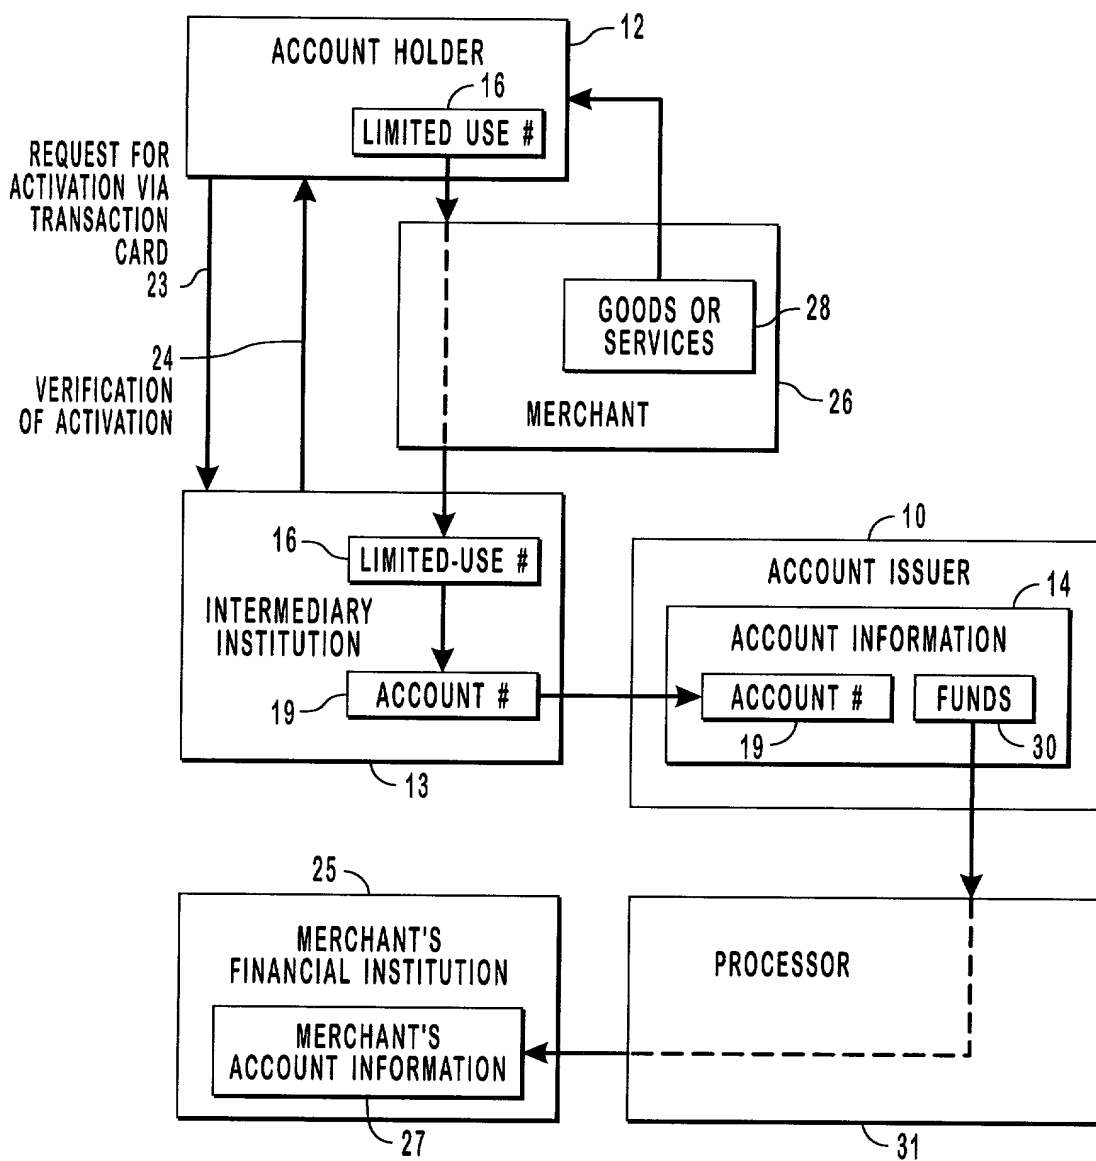 12
ACCOUNT HOLDER
16
LIMITED USE #
REQUEST FOR
ACTIVATION VIA
TRANSACTION
CARD
23
GOODS OR
SERVICES
28
24
VERIFICATION
OF ACTIVATION
MERCHANT
26
10
16
LIMITED-USE #
ACCOUNT ISSUER
14
INTERMEDIARY
INSTITUTION
ACCOUNT INFORMATION
19
ACCOUNT #
ACCOUNT #
FUNDS
19
30
13
25
MERCHANT'S
FINANCIAL INSTITUTION
PROCESSOR
MERCHANT'S
ACCOUNT INFORMATION
27
31